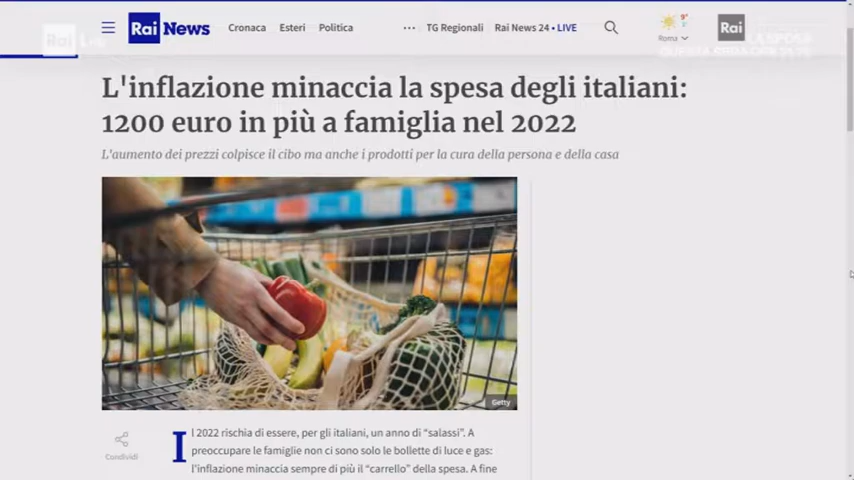 Rai News
Cronaca Esteri Politica
TG Regionali Rai News 24 • LIVE
Roma
Rai
L'inflazione minaccia la spesa degli italiani:
1200 euro in più a famiglia nel 2022
L'aumento dei prezzi colpisce il cibo ma anche i prodotti per la cura della persona e della casa
Getty
Condividi
Il 2022 rischia di essere, per gli italiani, un anno di “salassi”. A
preoccupare le famiglie non ci sono solo le bollette di luce e gas:
l'inflazione minaccia sempre di più il “carrello” della spesa. A fine